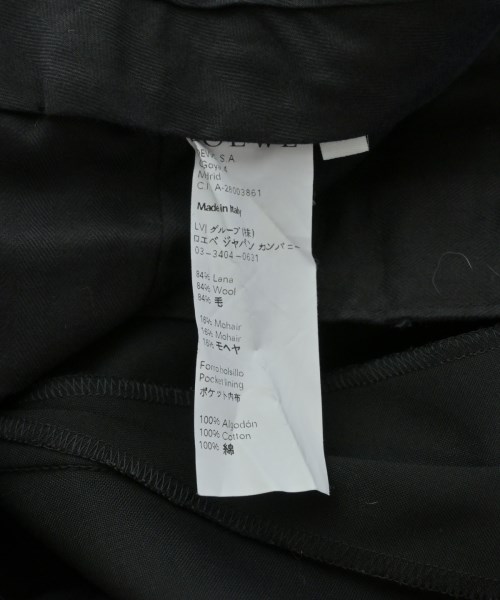 LOEWE
S.A
Goya 4
Madrid
C.I. A-28003861
Made in Italy
LVJ グループ(株)
ロエベ ジャパン カンパニー
03-3404-0631
84% Lana
84% Wool
84% 毛
16% Mohair
16% Mohair
16% モヘヤ
Forro bolsillo
Pocket lining
ポケット内布
100% Algodón
100% Cotton
100% 綿